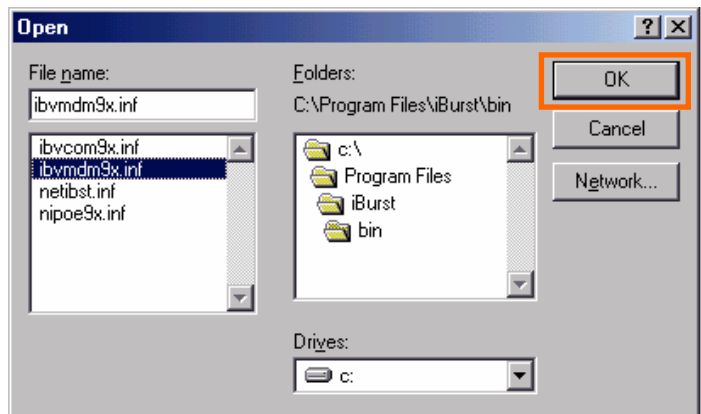 Open
File name:
ibvmdm9x.inf
ibvcom9x.inf
ibvmdm9x.inf
netibst.inf
nipoe9x.inf
Folders:
C:\Program Files\iBurst\bin
c:\
Program Files
iBurst
bin
Drives:
c:
OK
Cancel
Network...